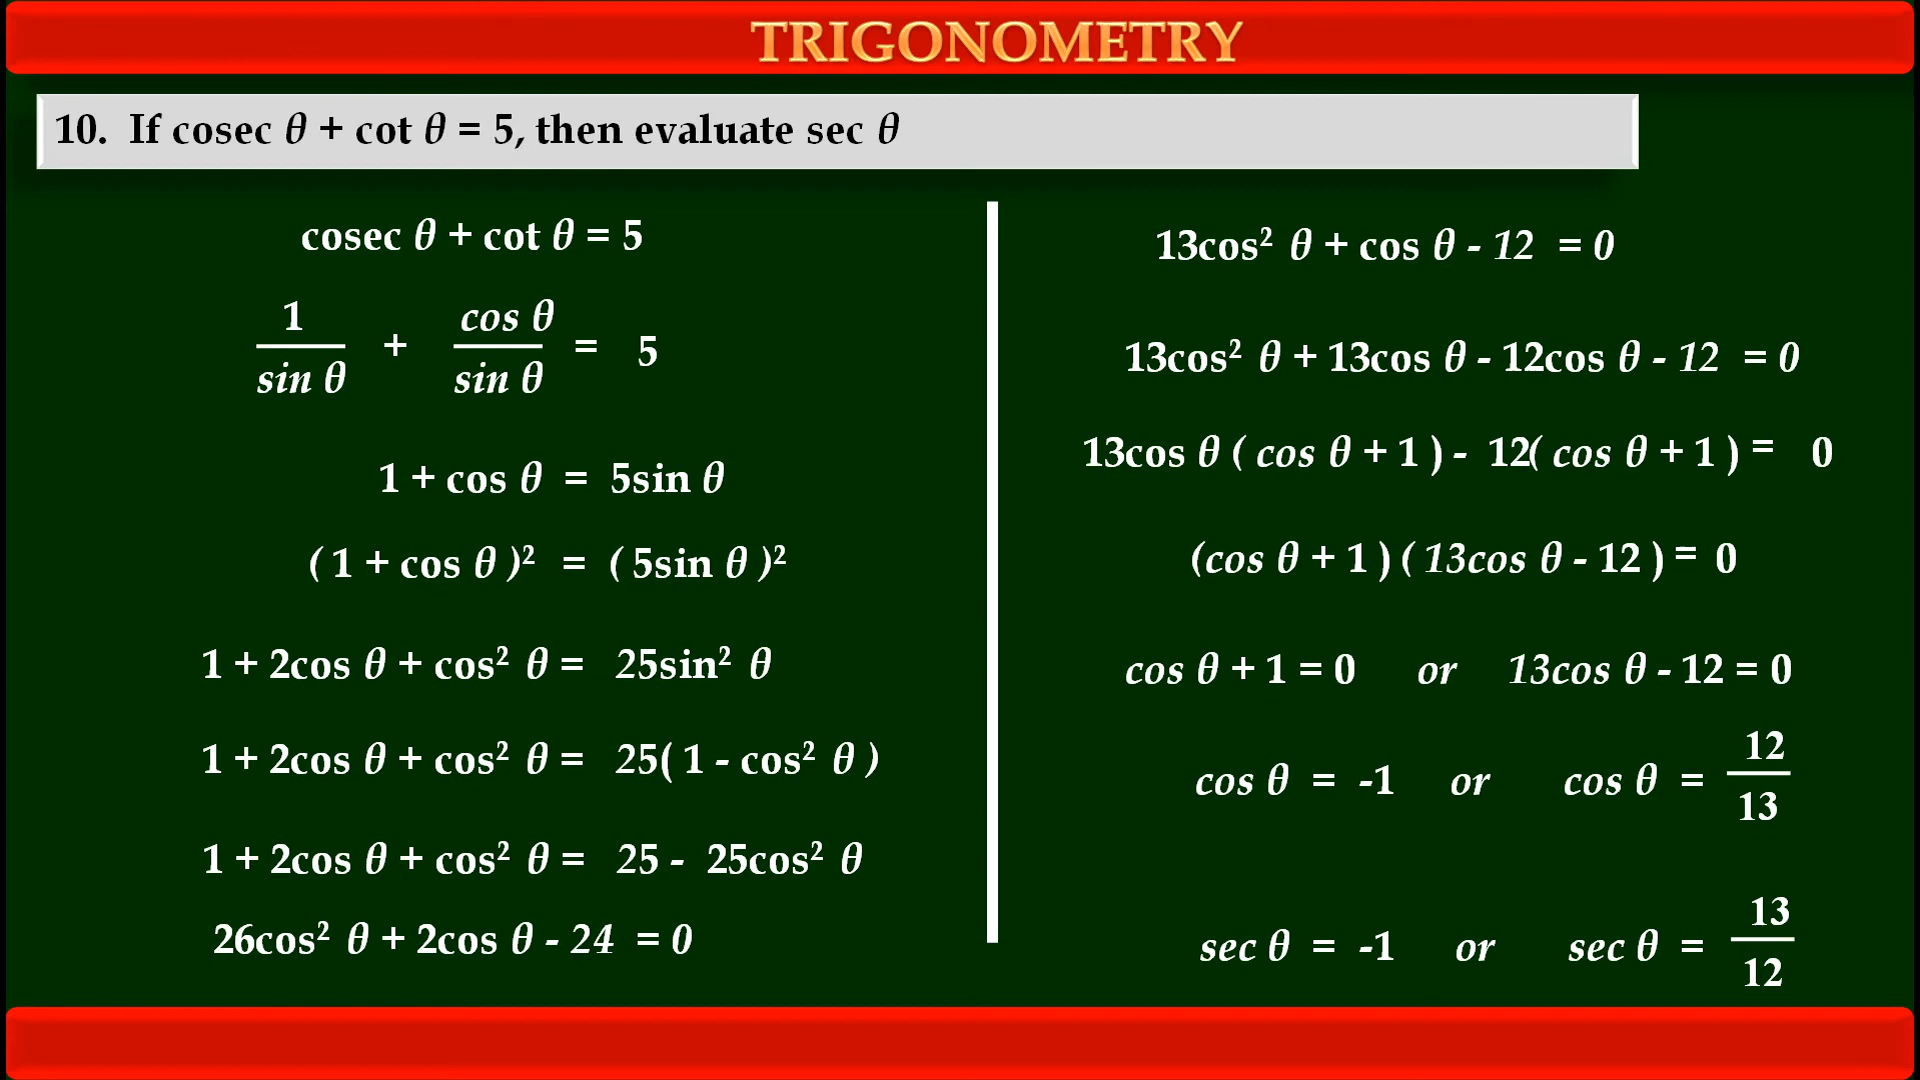 TRIGONOMETRY
10. If cosec θ + cot θ = 5, then evaluate sec θ
cosec θ + cot θ = 5
1 cos θ
+ = 5
sin θ sin θ
1 + cos θ = 5sin θ
( 1 + cos θ )² = ( 5sin θ )²
1 + 2cos θ + cos² θ = 25sin² θ
1 + 2cos θ + cos² θ = 25( 1 - cos² θ )
1 + 2cos θ + cos² θ = 25 - 25cos² θ
26cos² θ + 2cos θ - 24 = 0
13cos² θ + cos θ - 12 = 0
13cos² θ + 13cos θ - 12cos θ - 12 = 0
13cos θ ( cos θ + 1 ) - 12( cos θ + 1 ) = 0
(cos θ + 1 ) ( 13cos θ - 12 ) = 0
cos θ + 1 = 0 or 13cos θ - 12 = 0
12
cos θ = -1 or cos θ =
13
13
sec θ = -1 or sec θ =
12